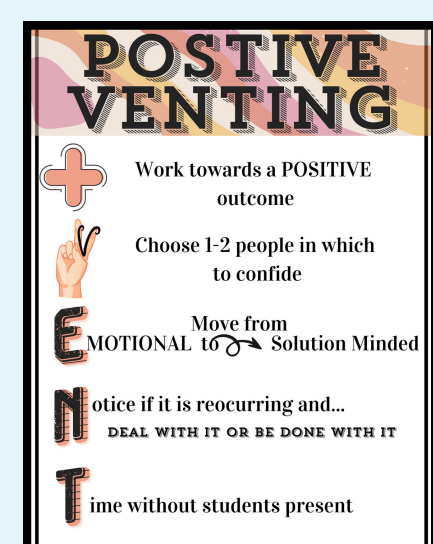 POSTIVE
VENTING
Work towards a POSITIVE
outcome
V
Choose 1-2 people in which
to confide
Move from
EMOTIONAL to Solution Minded
Notice if it is reocurring and...
DEAL WITH IT OR BE DONE WITH IT
Time without students present